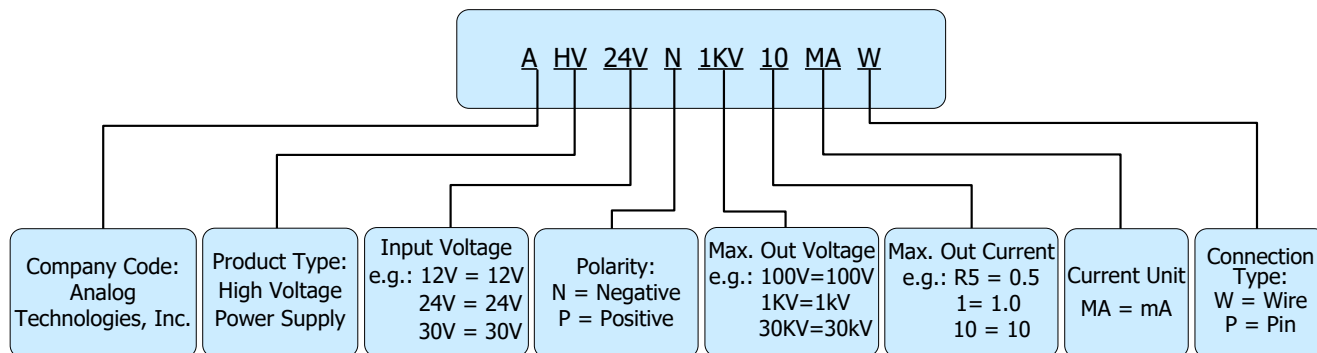 A HV 24V N 1KV 10 MA W
Company Code:
Analog
Technologies, Inc.
Product Type:
High Voltage
Power Supply
Input Voltage
e.g.: 12V = 12V
24V = 24V
30V = 30V
Polarity:
N = Negative
P = Positive
Max. Out Voltage
e.g.: 100V=100V
1KV=1kV
30KV=30kV
Max. Out Current
e.g.: R5 = 0.5
1= 1.0
10 = 10
Current Unit
MA = mA
Connection
Type:
W = Wire
P = Pin